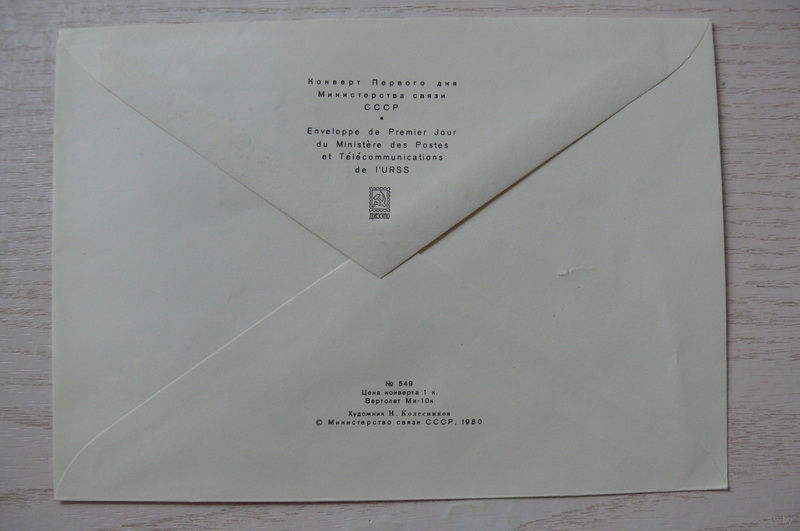 Конверт Первого дня
Министерства связи
СССР
•
Enveloppe de Premier Jour
du Ministère des Postes
et Télécommunications
de l'URSS
ДИЭЗПО
№ 549
Цена конверта 1 к.
Вертолет Ми-10к
Художник Н. Колесников
© Министерство связи СССР, 1980